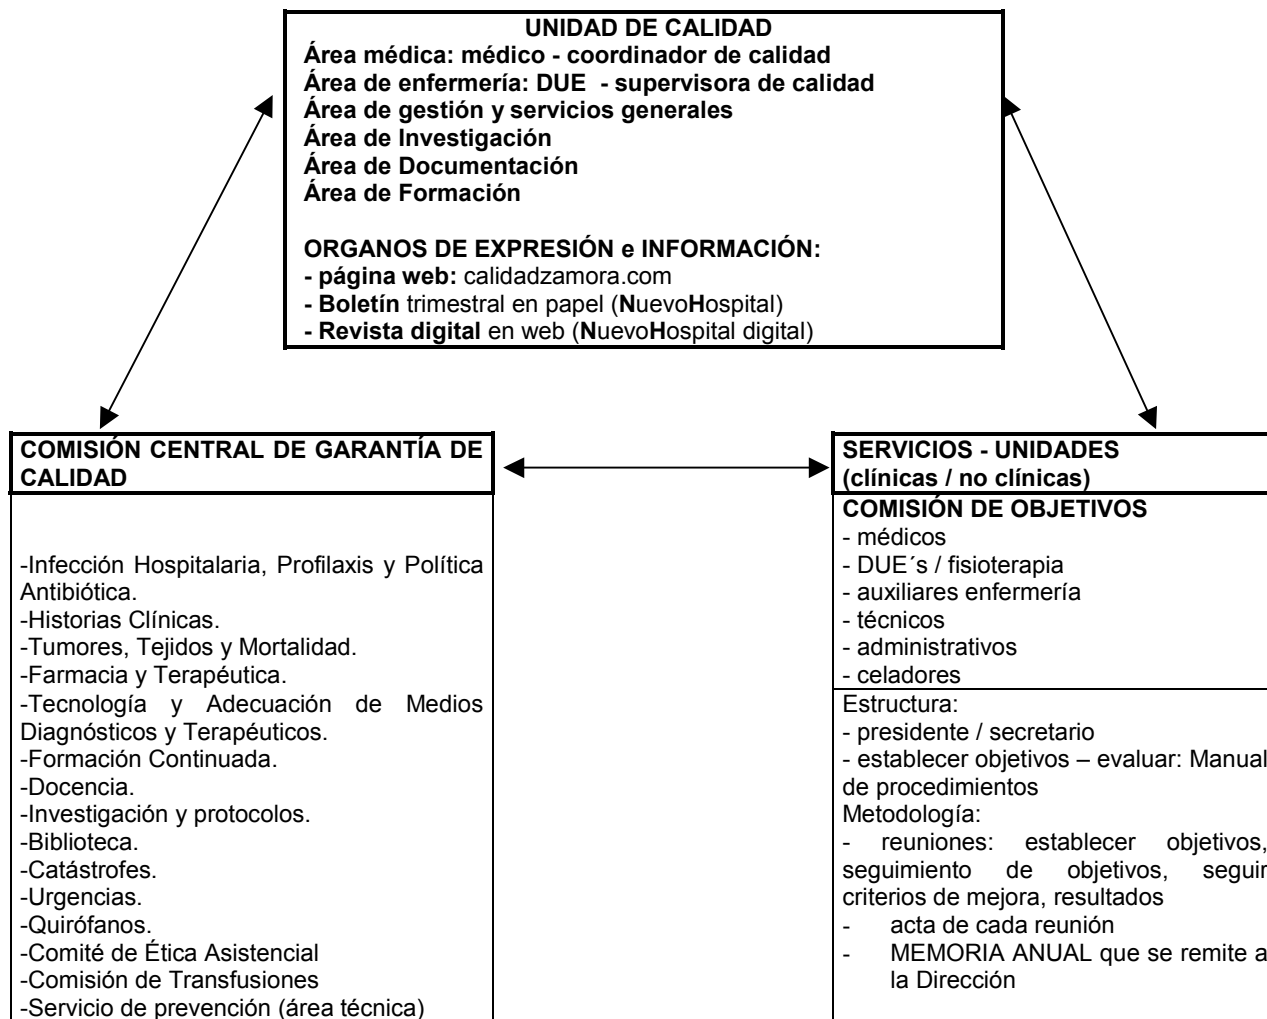 UNIDAD DE CALIDAD
Área médica: médico - coordinador de calidad
Área de enfermería: DUE - supervisora de calidad
Área de gestión y servicios generales
Área de Investigación
Área de Documentación
Área de Formación
ORGANOS DE EXPRESIÓN e INFORMACIÓN:
- página web: calidadzamora.com
- Boletín trimestral en papel (NuevoHospital)
- Revista digital en web (NuevoHospital digital)
COMISIÓN CENTRAL DE GARANTÍA DE
CALIDAD
-Infección Hospitalaria, Profilaxis y Política
Antibiótica.
-Historias Clínicas.
-Tumores, Tejidos y Mortalidad.
-Farmacia y Terapéutica.
-Tecnología y Adecuación de Medios
Diagnósticos y Terapéuticos.
-Formación Continuada.
-Docencia.
-Investigación y protocolos.
-Biblioteca.
-Catástrofes.
-Urgencias.
-Quirófanos.
-Comité de Ética Asistencial
-Comisión de Transfusiones
-Servicio de prevención (área técnica)
SERVICIOS - UNIDADES
(clínicas / no clínicas)
COMISIÓN DE OBJETIVOS
- médicos
- DUE´s / fisioterapia
- auxiliares enfermería
- técnicos
- administrativos
- celadores
Estructura:
- presidente / secretario
- establecer objetivos – evaluar: Manual
de procedimientos
Metodología:
- reuniones: establecer objetivos,
seguimiento de objetivos, seguir
criterios de mejora, resultados
- acta de cada reunión
- MEMORIA ANUAL que se remite a
la Dirección